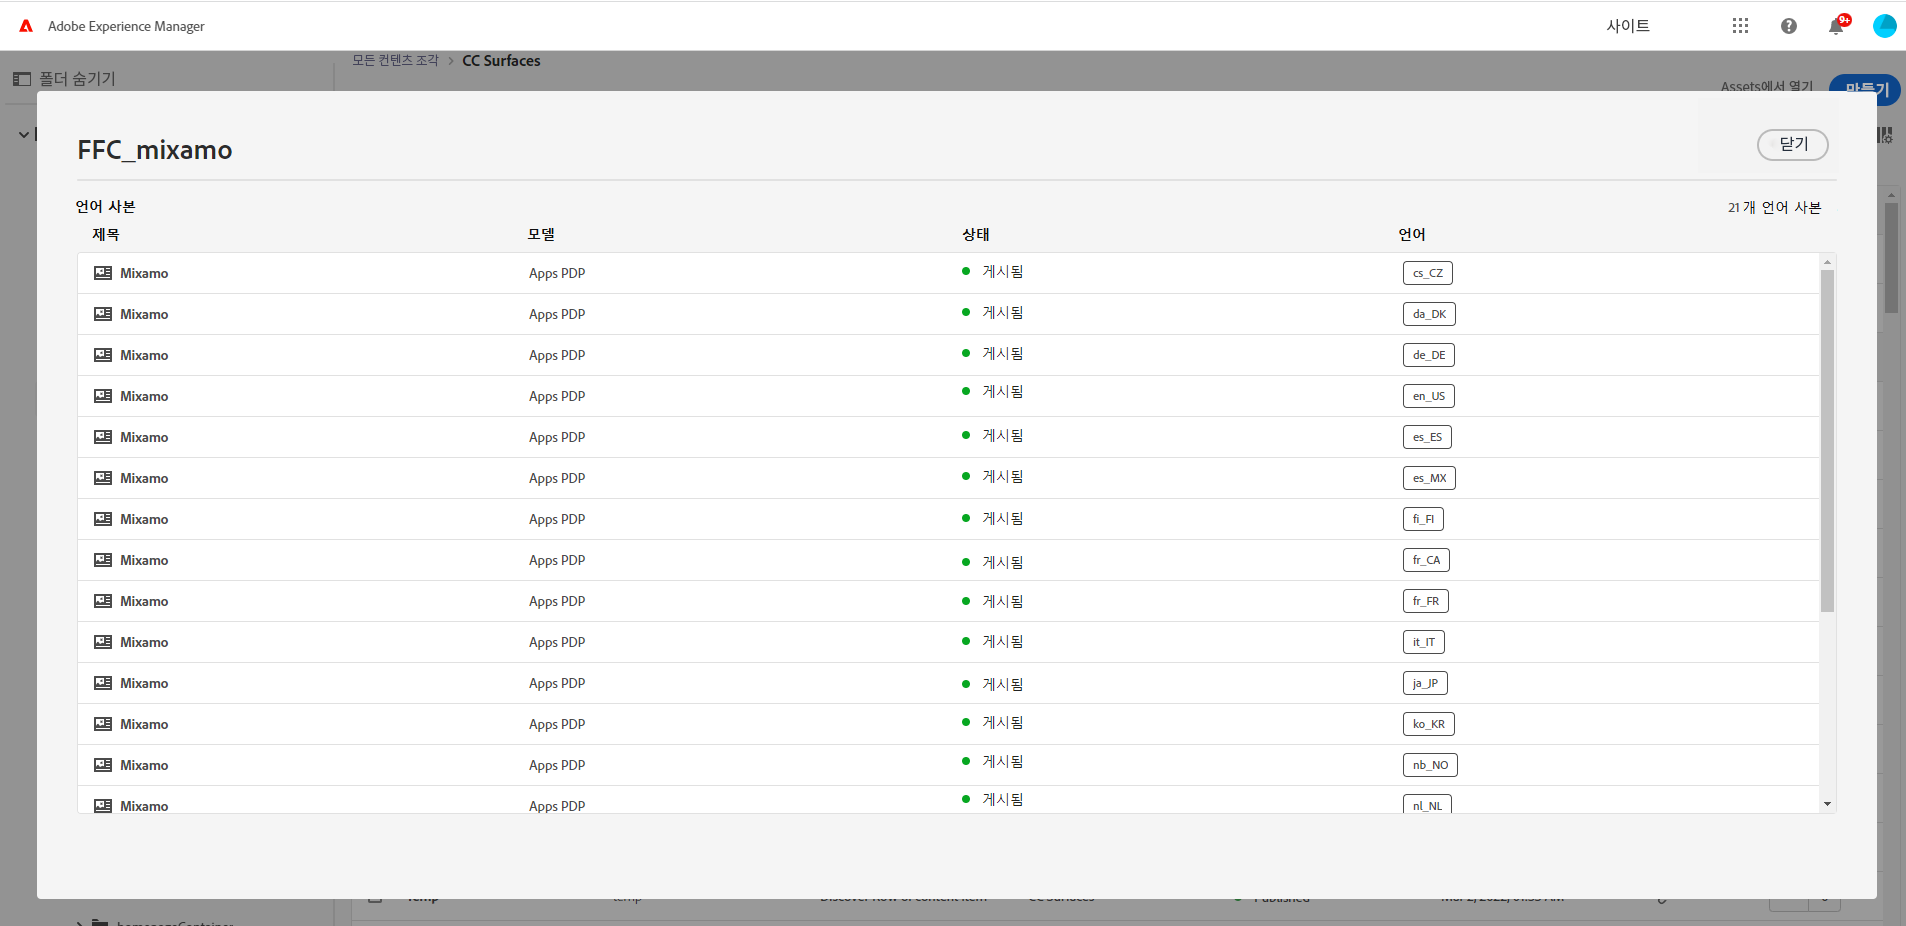 Adobe Experience Manager
사이트
9+
모든 컨텐츠 조각 > CC Surfaces
폴더 숨기기
Assets에서 열기
만들기
FFC_mixamo
닫기
언어 사본
21개 언어 사본
제목 모델 상태 언어
Mixamo Apps PDP 게시됨 cs_CZ
Mixamo Apps PDP 게시됨 da_DK
Mixamo Apps PDP 게시됨 de_DE
Mixamo Apps PDP 게시됨 en_US
Mixamo Apps PDP 게시됨 es_ES
Mixamo Apps PDP 게시됨 es_MX
Mixamo Apps PDP 게시됨 fi_FI
Mixamo Apps PDP 게시됨 fr_CA
Mixamo Apps PDP 게시됨 fr_FR
Mixamo Apps PDP 게시됨 it_IT
Mixamo Apps PDP 게시됨 ja_JP
Mixamo Apps PDP 게시됨 ko_KR
Mixamo Apps PDP 게시됨 nb_NO
Mixamo Apps PDP 게시됨 nl_NL
Temp temp CC Surfaces Published